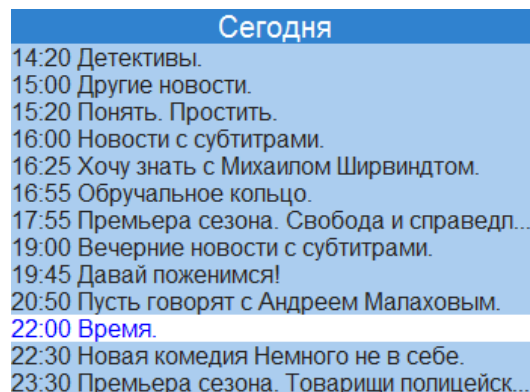 Сегодня
14:20 Детективы.
15:00 Другие новости.
15:20 Понять. Простить.
16:00 Новости с субтитрами.
16:25 Хочу знать с Михаилом Ширвиндтом.
16:55 Обручальное кольцо.
17:55 Премьера сезона. Свобода и справедл...
19:00 Вечерние новости с субтитрами.
19:45 Давай поженимся!
20:50 Пусть говорят с Андреем Малаховым.
22:00 Время.
22:30 Новая комедия Немного не в себе.
23:30 Премьера сезона. Товарищи полицейск...